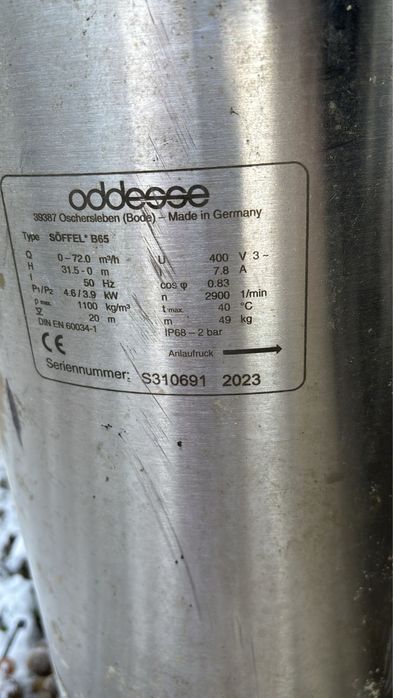 oddesse
39387 Oschersleben (Bode) – Made in Germany
Type SÖFFEL® B65
Q 0 – 72.0 m³/h U 400 V 3 ~
H 31.5 - 0 m I 7.8 A
50 Hz cos φ 0.83
P₁/P₂ 4.6/3.9 kW n 2900 1/min
ρ max. 1100 kg/m³ t max. 40 °C
20 m m 49 kg
DIN EN 60034-1 IP68 – 2 bar
CE Anlaufruck
Seriennummer: S310691 2023